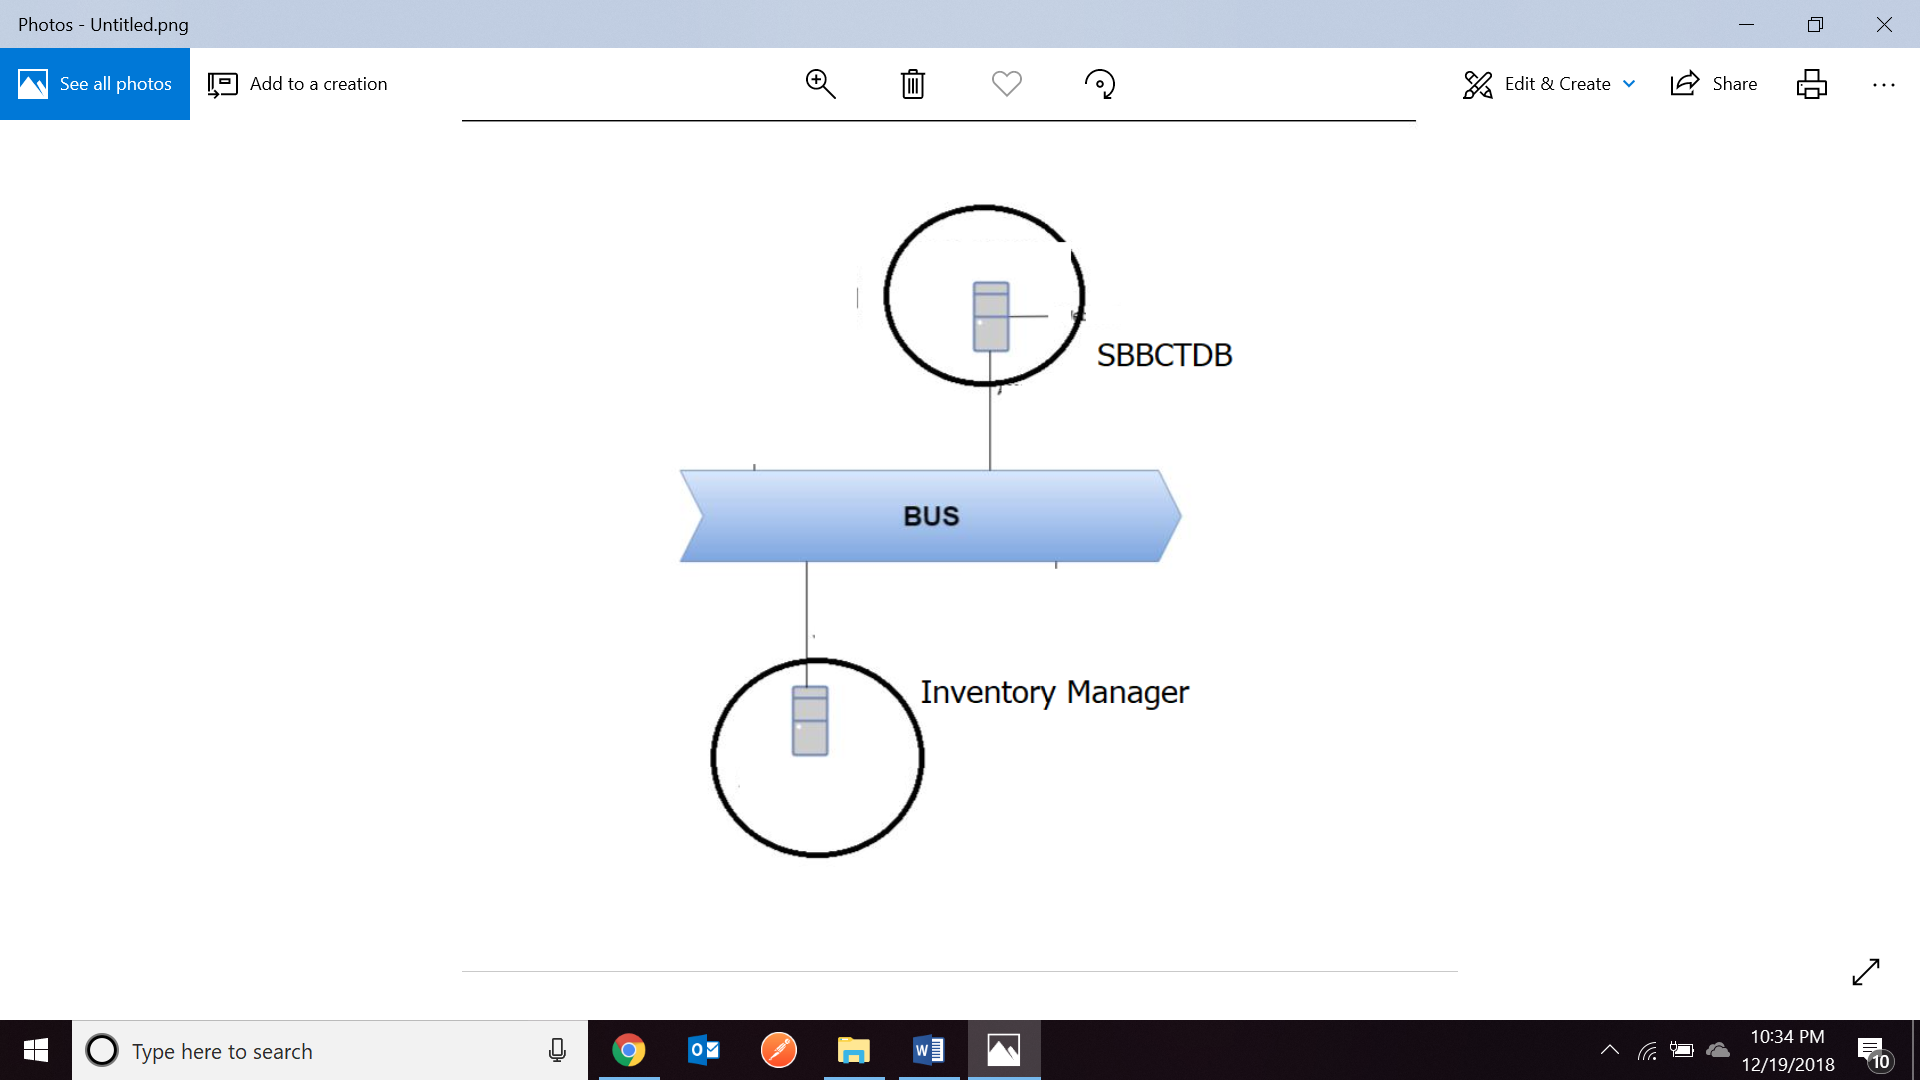 Photos - Untitled.png
See all photos
Add to a creation
Edit & Create
Share
SBBCTDB
BUS
Inventory Manager
Type here to search
10:34 PM
12/19/2018
10